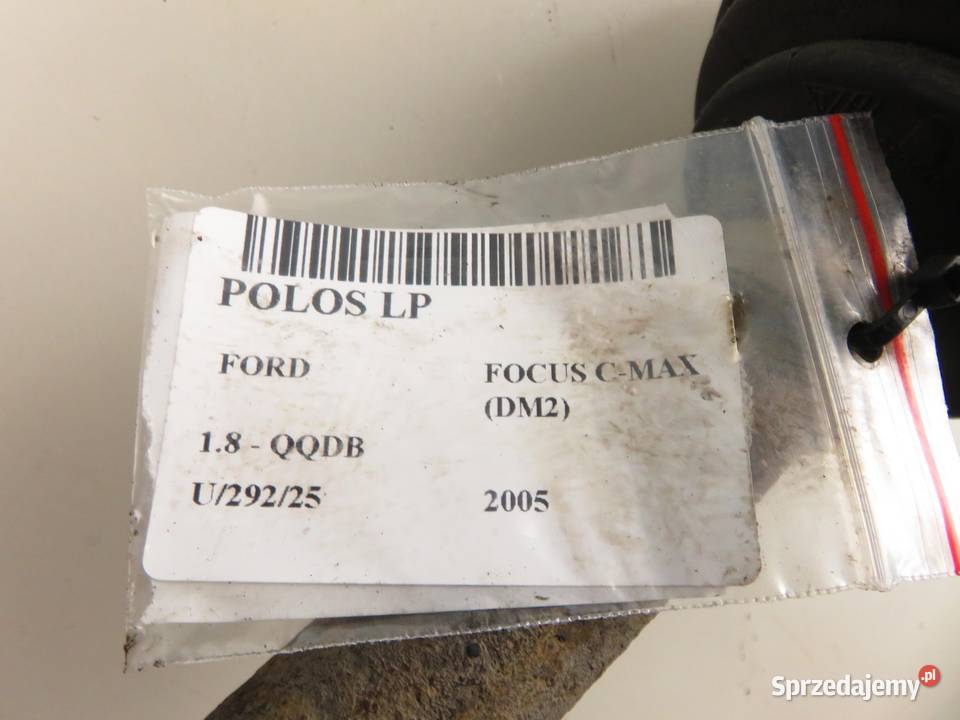 POLOS LP
FORD
FOCUS C-MAX
(DM2)
1.8 - QQDB
U/292/25
2005
Sprzedajemy.pl